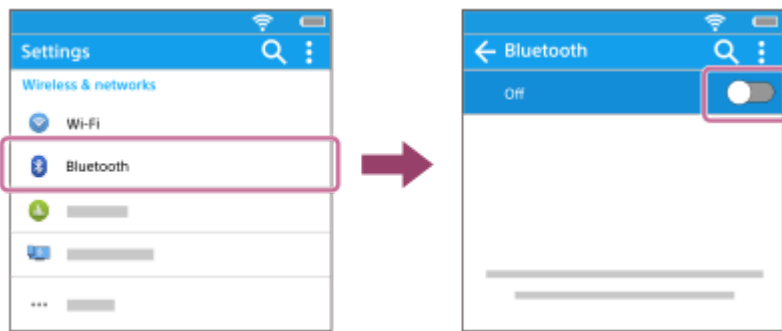 Settings
Wireless & networks
Wi-Fi
Bluetooth
Bluetooth
Off